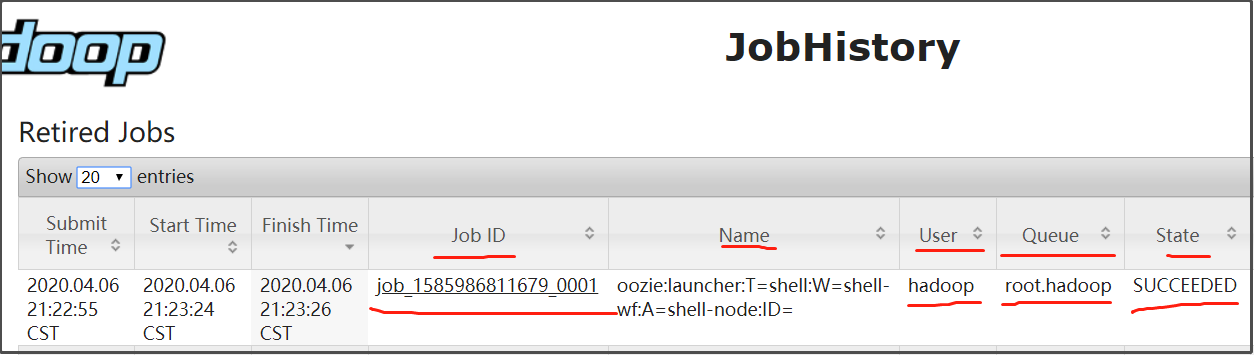 doop
JobHistory
Retired Jobs
Show 20 entries
Submit Time
Start Time
Finish Time
Job ID
Name
User
Queue
State
2020.04.06
21:22:55
CST
2020.04.06
21:23:24
CST
2020.04.06
21:23:26
CST
job_1585986811679_0001
oozie:launcher:T=shell:W=shell-
wf:A=shell-node:ID=
hadoop
root.hadoop
SUCCEEDED